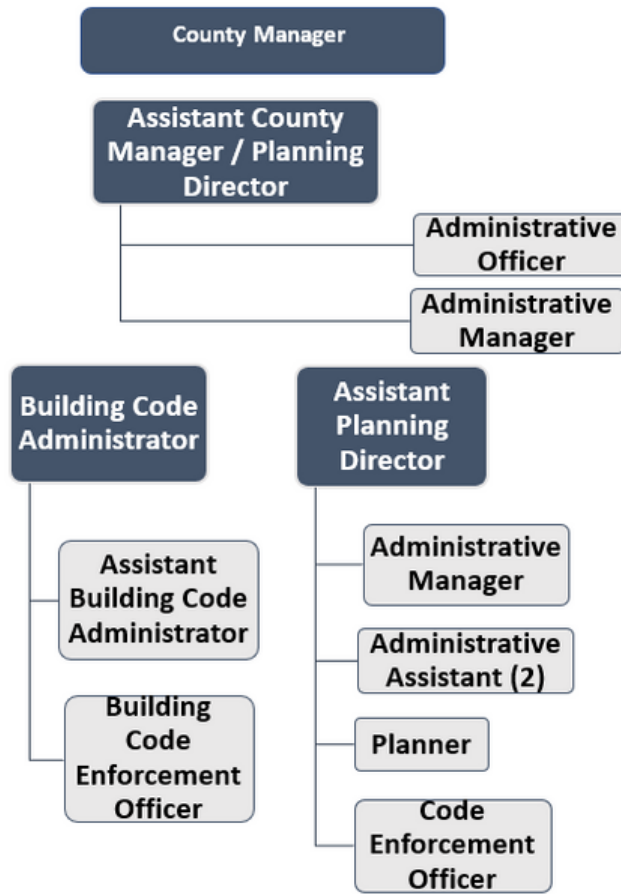 County Manager
Assistant County
Manager / Planning
Director
Administrative
Officer
Administrative
Manager
Building Code
Administrator
Assistant
Planning
Director
Assistant
Building Code
Administrator
Building
Code
Enforcement
Officer
Administrative
Manager
Administrative
Assistant (2)
Planner
Code
Enforcement
Officer